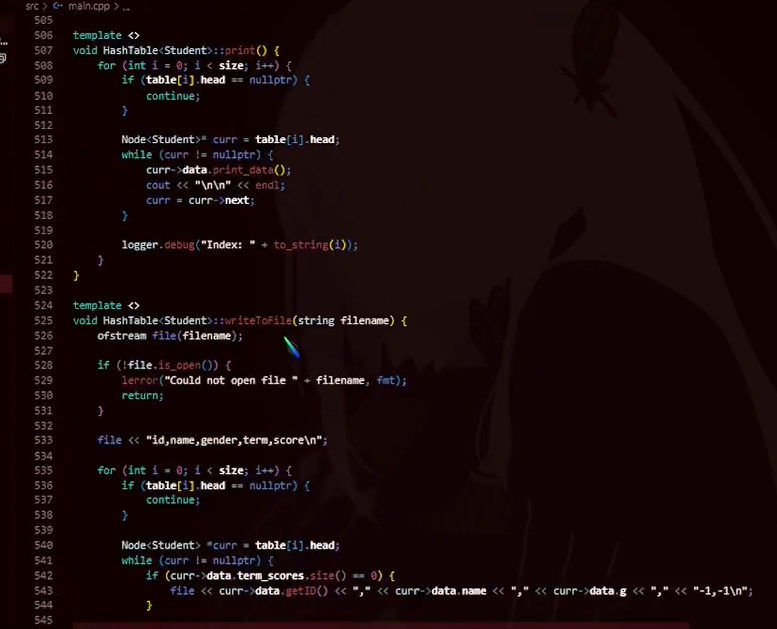 src > main.cpp > ...
505
506 template <>
507 void HashTable<Student>::print() {
508 for (int i = 0; i < size; i++) {
509 if (table[i].head == nullptr) {
510 continue;
511 }
512
513 Node<Student>* curr = table[i].head;
514 while (curr != nullptr) {
515 curr->data.print_data();
516 cout << "\n\n" << endl;
517 curr = curr->next;
518 }
519
520 logger.debug("Index: " + to_string(i));
521 }
522 }
523
524 template <>
525 void HashTable<Student>::writeToFile(string filename) {
526 ofstream file(filename);
527
528 if (!file.is_open()) {
529 lerror("Could not open file " + filename, fmt);
530 return;
531 }
532
533 file << "id,name,gender,term,score\n";
534
535 for (int i = 0; i < size; i++) {
536 if (table[i].head == nullptr) {
537 continue;
538 }
539
540 Node<Student> *curr = table[i].head;
541 while (curr != nullptr) {
542 if (curr->data.term_scores.size() == 0) {
543 file << curr->data.getID() << "," << curr->data.name << "," << curr->data.g << "," << "-1,-1\n";
544 }
545